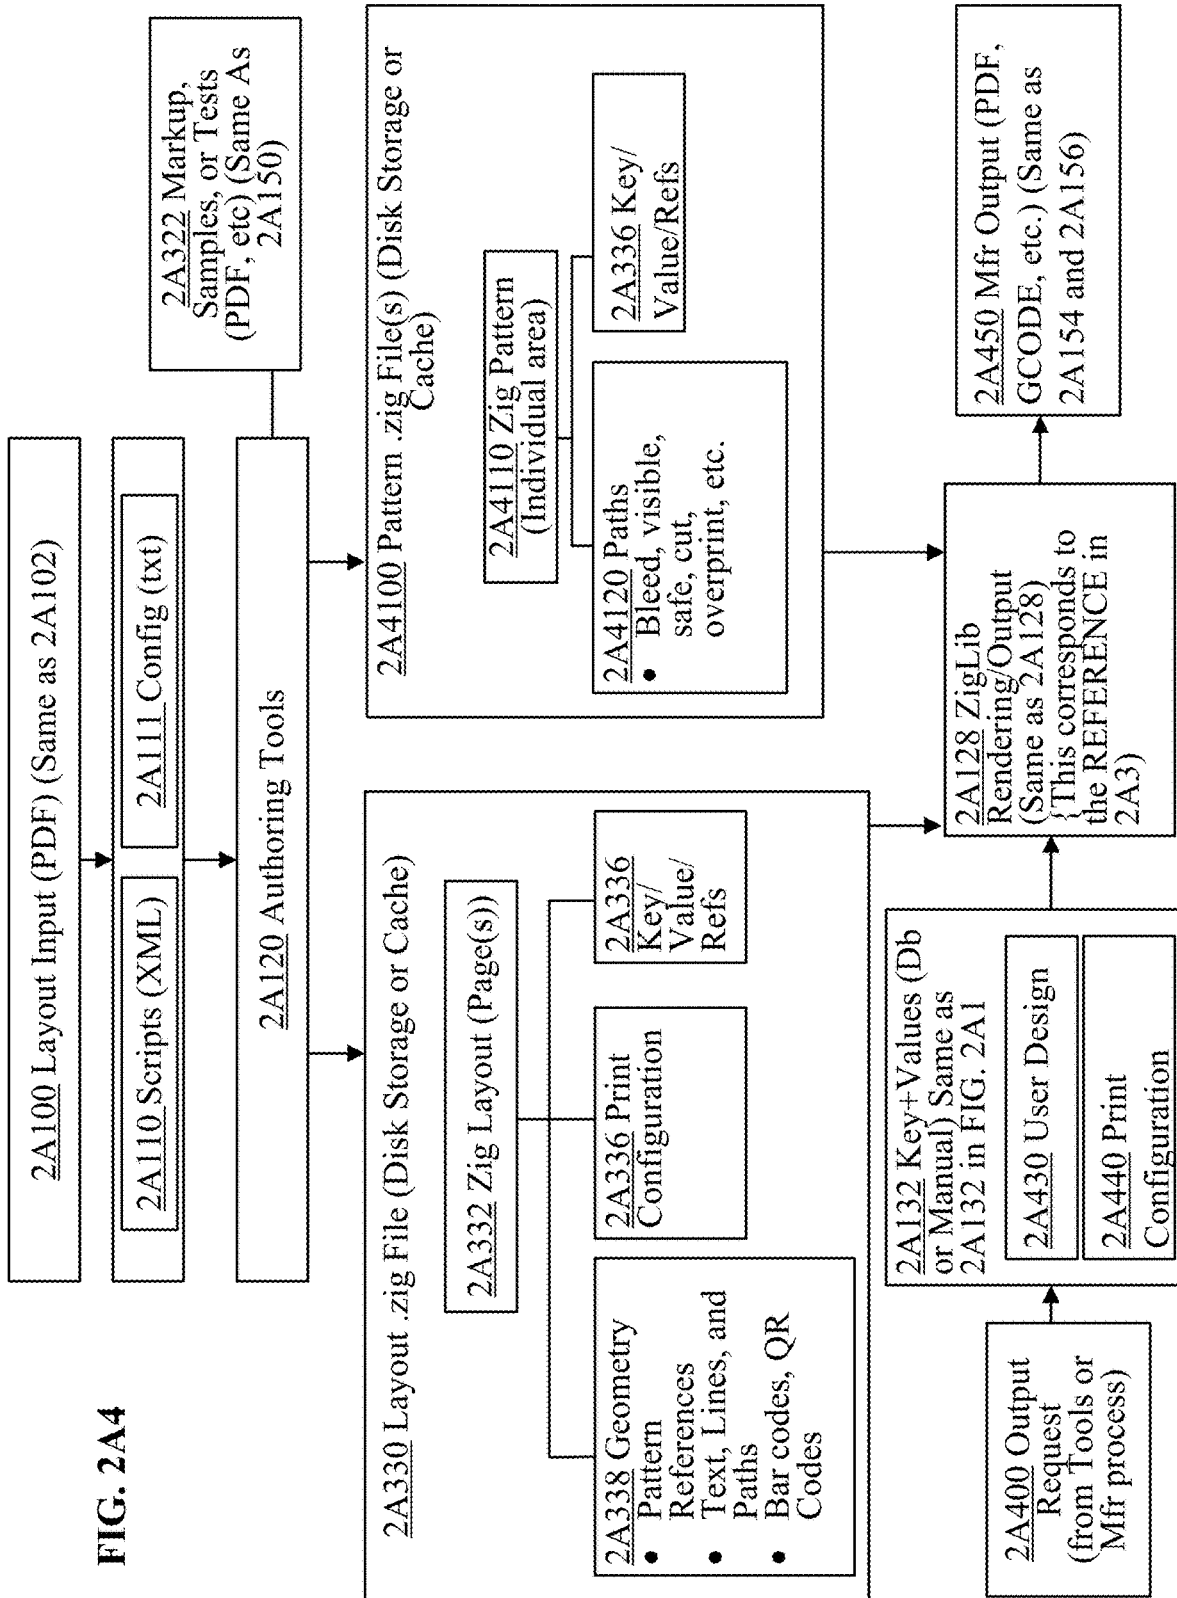 FIG. 2A4
2A100 Layout Input (PDF) (Same as 2A102)
2A110 Scripts (XML)
2A111 Config (txt)
2A120 Authoring Tools
2A322 Markup,
Samples, or Tests
(PDF, etc) (Same As
2A150)
2A330 Layout .zig File (Disk Storage or Cache)
2A332 Zig Layout (Page(s))
2A338 Geometry
• Pattern
References
• Text, Lines, and
Paths
• Bar codes, QR
Codes
2A336 Print
Configuration
2A336
Key/
Value/
Refs
2A4100 Pattern .zig File(s) (Disk Storage or
Cache)
2A4110 Zig Pattern
(Individual area)
2A4120 Paths
• Bleed, visible,
safe, cut,
overprint, etc.
2A336 Key/
Value/Refs
2A400 Output
Request
(from Tools or
Mfr process)
2A132 Key+Values (Db
or Manual) Same as
2A132 in FIG. 2A1
2A430 User Design
2A440 Print
Configuration
2A128 ZigLib
Rendering/Output
(Same as 2A128)
{This corresponds to
the REFERENCE in
2A3)
2A450 Mfr Output (PDF,
GCODE, etc.) (Same as
2A154 and 2A156)